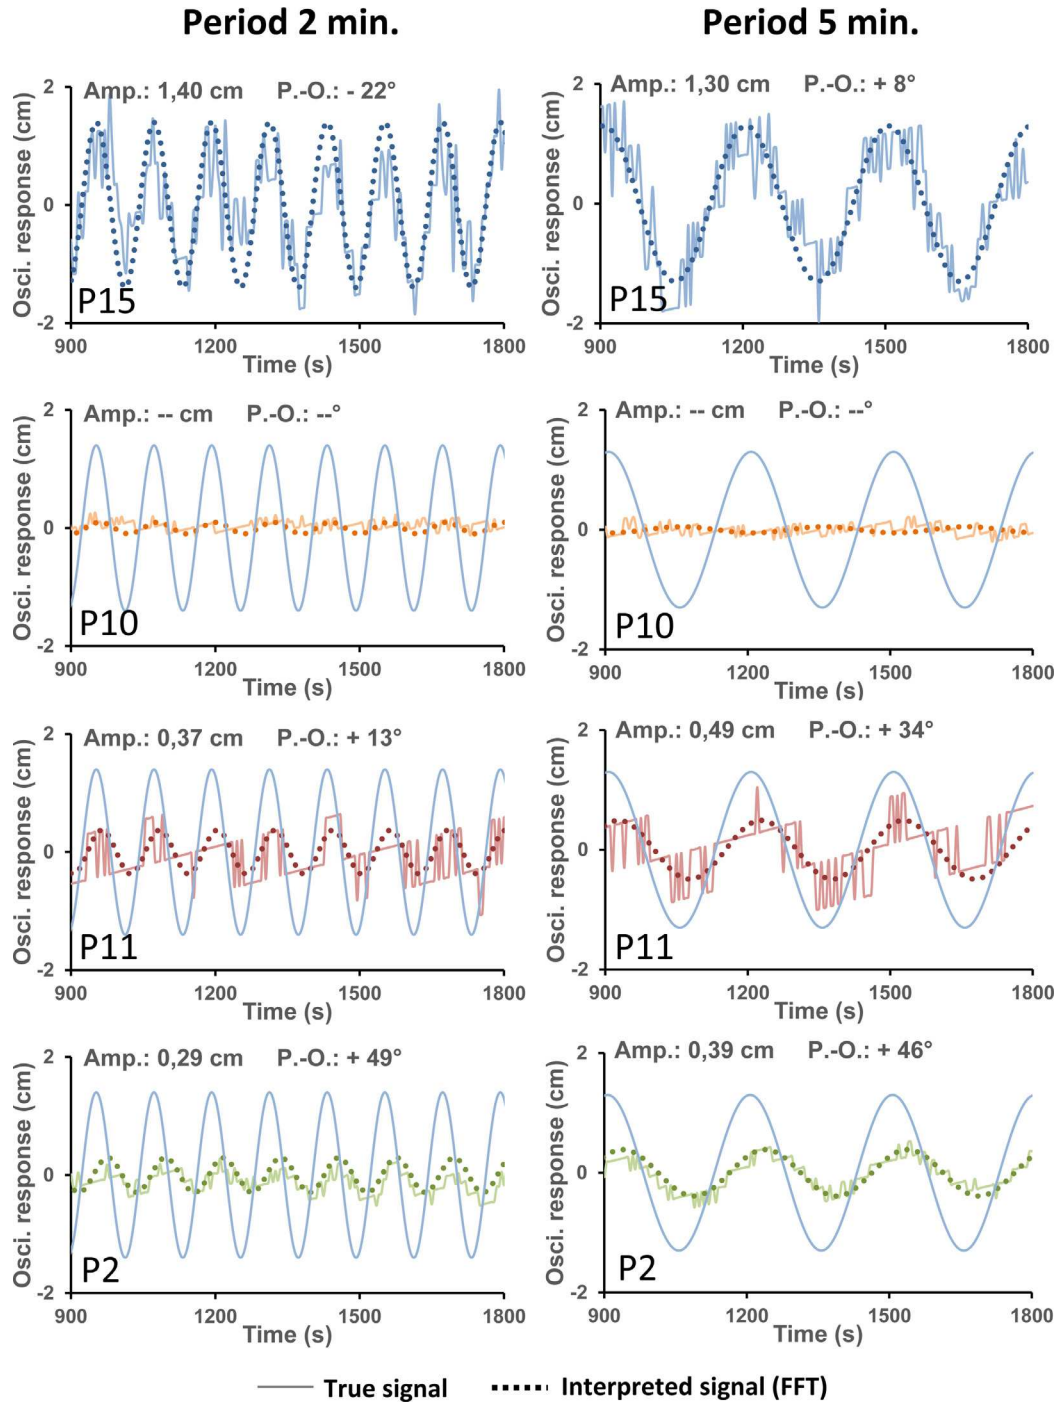 Period 2 min.
Period 5 min.
Osci. response (cm)
2
0
-2
Amp.: 1,40 cm P.-O.: - 22°
P15
900 1200 1500 1800
Time (s)
Osci. response (cm)
2
0
-2
Amp.: 1,30 cm P.-O.: + 8°
P15
900 1200 1500 1800
Time (s)
Osci. response (cm)
2
0
-2
Amp.: -- cm P.-O.: --°
P10
900 1200 1500 1800
Time (s)
Osci. response (cm)
2
0
-2
Amp.: -- cm P.-O.: --°
P10
900 1200 1500 1800
Time (s)
Osci. response (cm)
2
0
-2
Amp.: 0,37 cm P.-O.: + 13°
P11
900 1200 1500 1800
Time (s)
Osci. response (cm)
2
0
-2
Amp.: 0,49 cm P.-O.: + 34°
P11
900 1200 1500 1800
Time (s)
Osci. response (cm)
2
0
-2
Amp.: 0,29 cm P.-O.: + 49°
P2
900 1200 1500 1800
Time (s)
Osci. response (cm)
2
0
-2
Amp.: 0,39 cm P.-O.: + 46°
P2
900 1200 1500 1800
Time (s)
True signal
Interpreted signal (FFT)